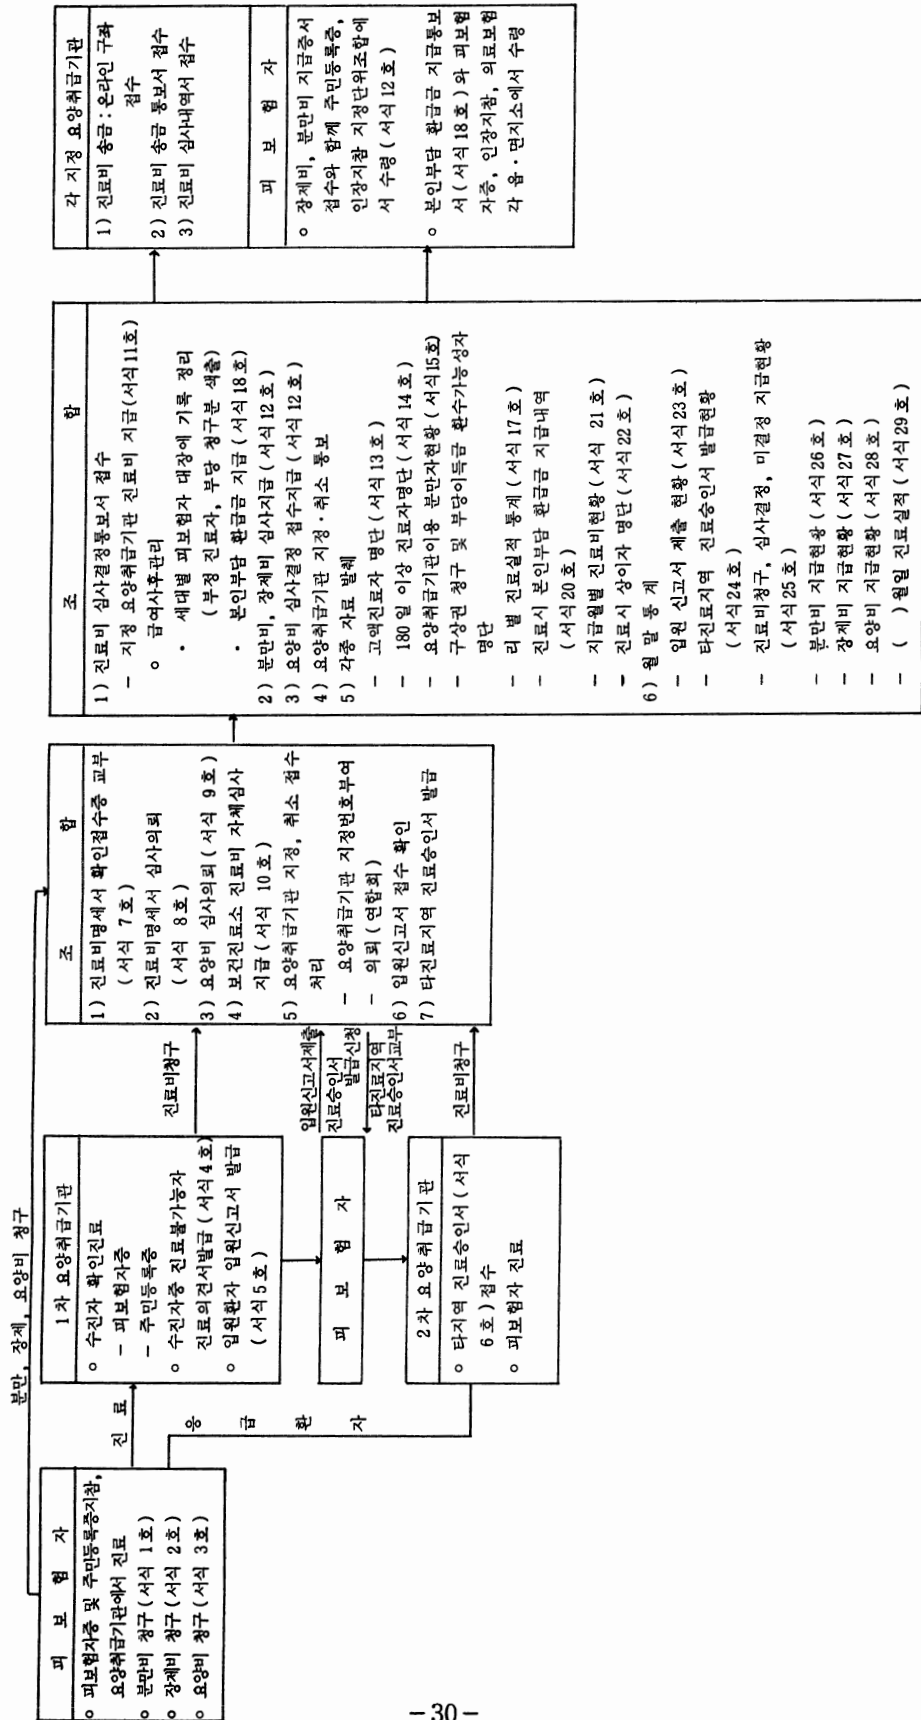 분만, 장제, 요양비 청구
피 보 험 자
o 피보험자증 및 주민등록증지참,
요양취급기관에서 진료
o 분만비 청구 (서식 1호)
o 장제비 청구 (서식 2호)
o 요양비 청구 (서식 3호)
진 료
응 급 환 자
1차 요양취급기관
o 수진자 확인진료
- 피보험자증
- 주민등록증
o 수진자중 진료불가능자
진료의견서발급 (서식 4호)
o 입원환자 입원신고서 발급
(서식 5호)
피 보 험 자
2차 요양취급기관
o 타지역 진료승인서 (서식
6호) 접수
o 피보험자 진료
진료비청구
입원신고서제출
진료승인서
발급신청
타진료지역
진료승인서교부
진료비청구
조 합
1) 진료비명세서 확인접수증 교부
(서식 7호)
2) 진료비명세서 심사의뢰
(서식 8호)
3) 요양비 심사의뢰 (서식 9호)
4) 보건진료소 진료비 자체심사
지급 (서식 10호)
5) 요양취급기관 지정, 취소 접수
처리
- 요양취급기관 지정번호부여
- 의뢰 (연합회)
6) 입원신고서 접수 확인
7) 타진료지역 진료승인서 발급
조 합
1) 진료비 심사결정통보서 접수
- 지정 요양취급기관 진료비 지급 (서식11호)
o 급여사후관리
· 세대별 피보험자 대장에 기록 정리
(부정 진료자, 부당 청구분 색출)
· 본인부담 환급금 지급 (서식 18호)
2) 분만비, 장제비 심사지급 (서식12호)
3) 요양비 심사결정 접수지급 (서식 12호)
4) 요양취급기관 지정·취소 통보
5) 각종 자료 발췌
- 고액진료자 명단 (서식 13호)
- 180일 이상 진료자명단 (서식 14호)
- 요양취급기관이용 분만자현황 (서식15호)
- 구상권 청구 및 부당이득금 환수가능성자
명단
- 리 별 진료실적 통계 (서식 17호)
- 진료시 본인부담 환급금 지급내역
(서식 20호)
- 지급월별 진료비현황 (서식 21호)
- 진료시 상이자 명단 (서식 22호)
6) 월 말 통 계
- 입원 신고서 제출 현황 (서식 23호)
- 타진료지역 진료승인서 발급현황
(서식 24호)
- 진료비청구, 심사결정, 미결정 지급현황
(서식 25호)
- 분만비 지급현황 (서식 26호)
- 장제비 지급현황 (서식 27호)
- 요양비 지급현황 (서식 28호)
- ( ) 월일 진료실적 (서식 29호)
각 지정 요양취급기관
1) 진료비 송금 : 온라인 구좌
접수
2) 진료비 송금 통보서 접수
3) 진료비 심사내역서 접수
피 보 험 자
o 장제비, 분만비 지급증서
접수와 함께 주민등록증,
인장지참 지정단위조합에
서 수령 (서식 12호)
o 본인부담 환급금 지급통보
서 (서식 18호) 와 피보험
자증, 인장지참, 의료보험
각 읍·면지소에서 수령
-30-